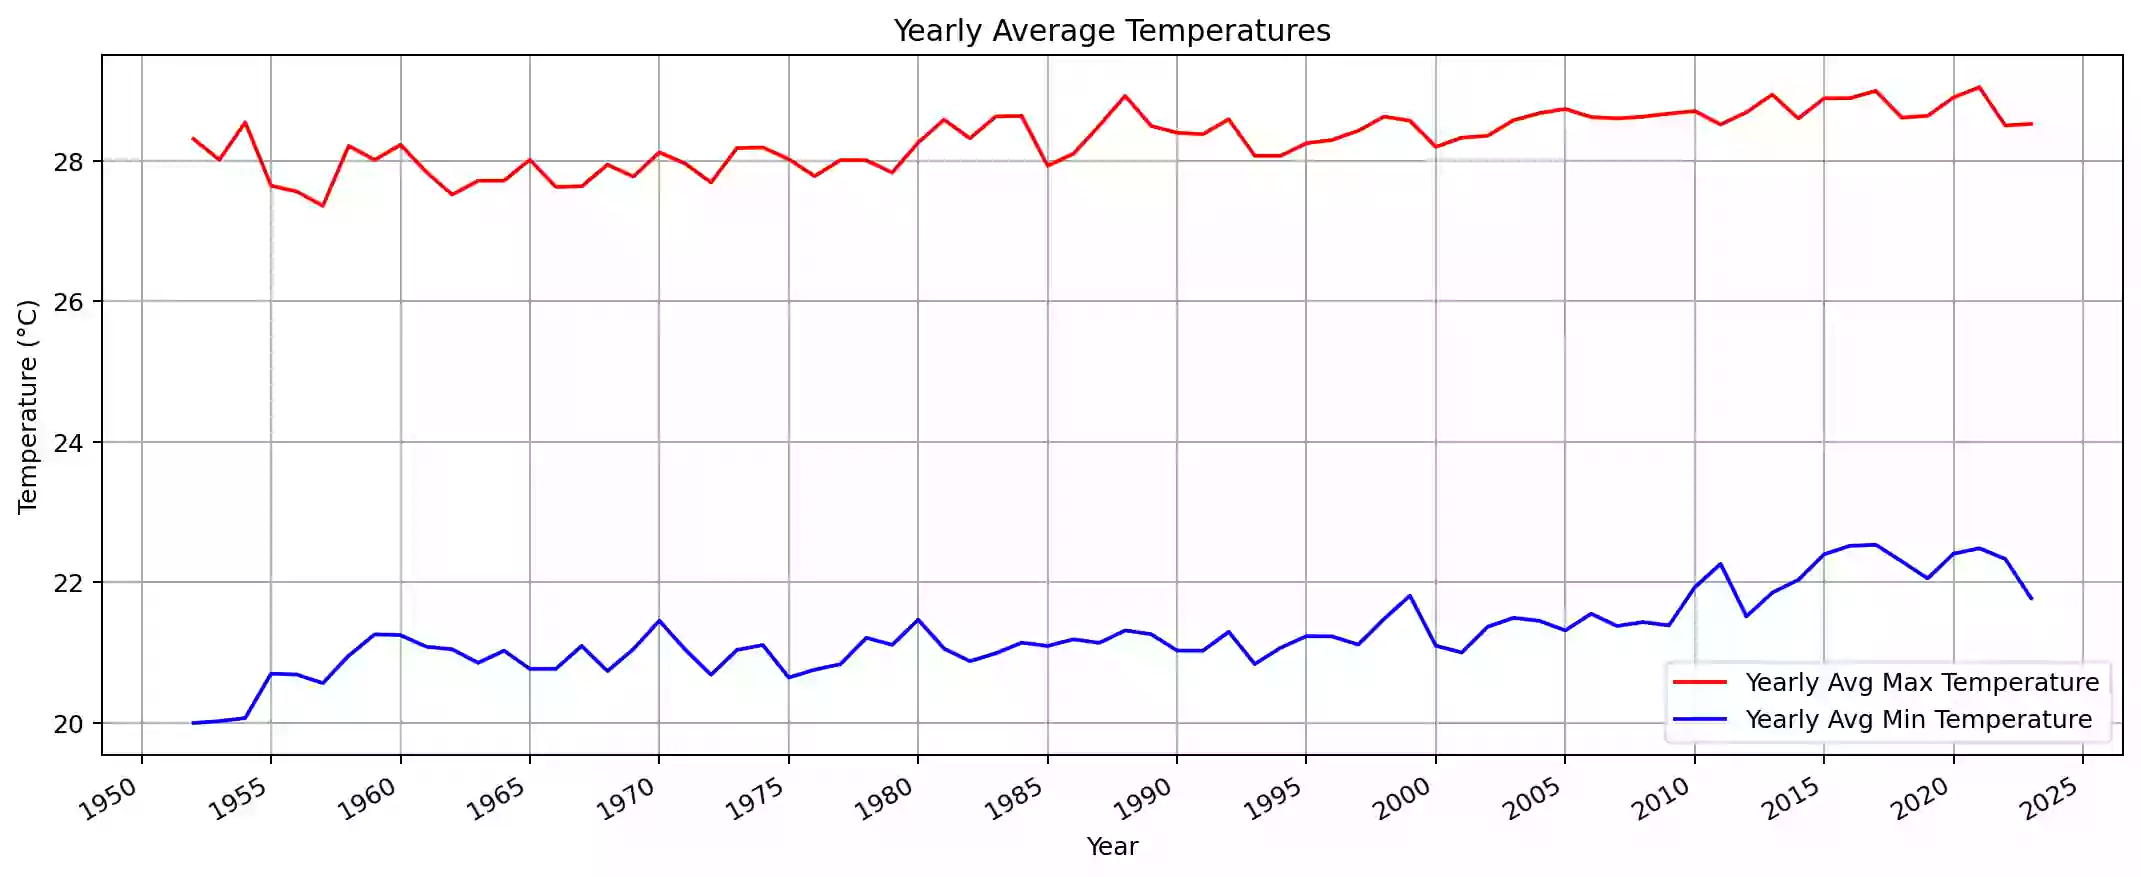 Yearly Average Temperatures
Temperature (°C)
28
26
24
22
20
Yearly Avg Max Temperature
Yearly Avg Min Temperature
1950 1955 1960 1965 1970 1975 1980 1985 1990 1995 2000 2005 2010 2015 2020 2025
Year